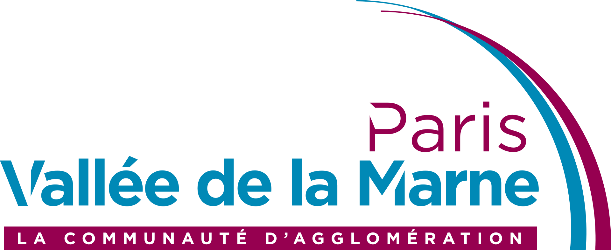 Paris
Vallée de la Marne
LA COMMUNAUTÉ D'AGGLOMÉRATION